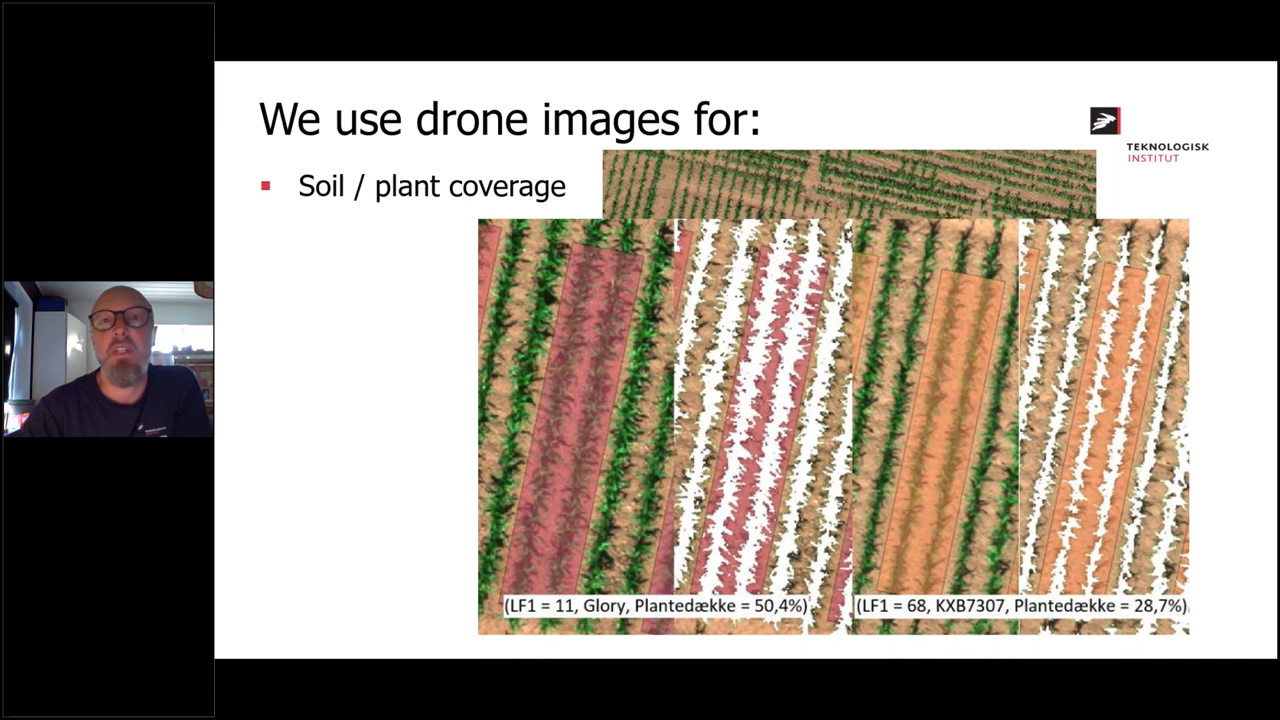 We use drone images for:
TEKNOLOGISK
INSTITUT
Soil / plant coverage
(LF1 = 11, Glory, Plantedække = 50,4%)
(LF1 = 68, KXB7307, Plantedække = 28,7%)